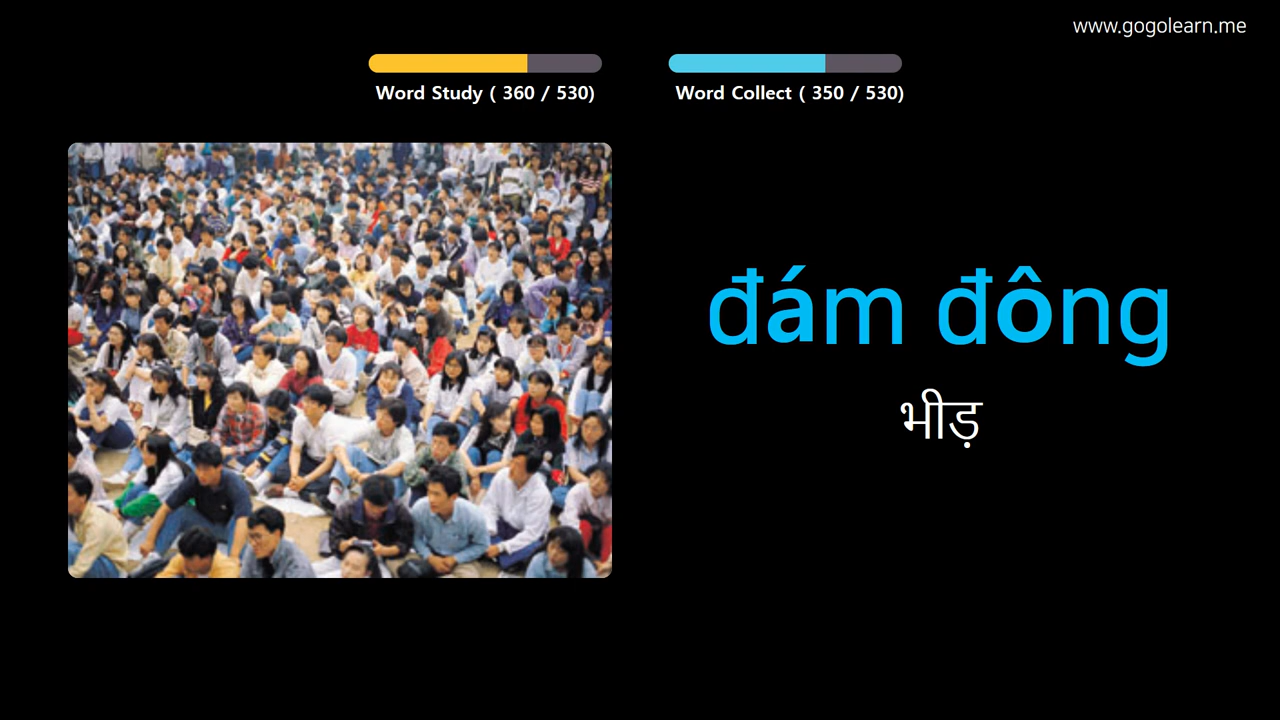 www.gogolearn.me
Word Study ( 360 / 530)
Word Collect ( 350 / 530)
đám đông
भीड़